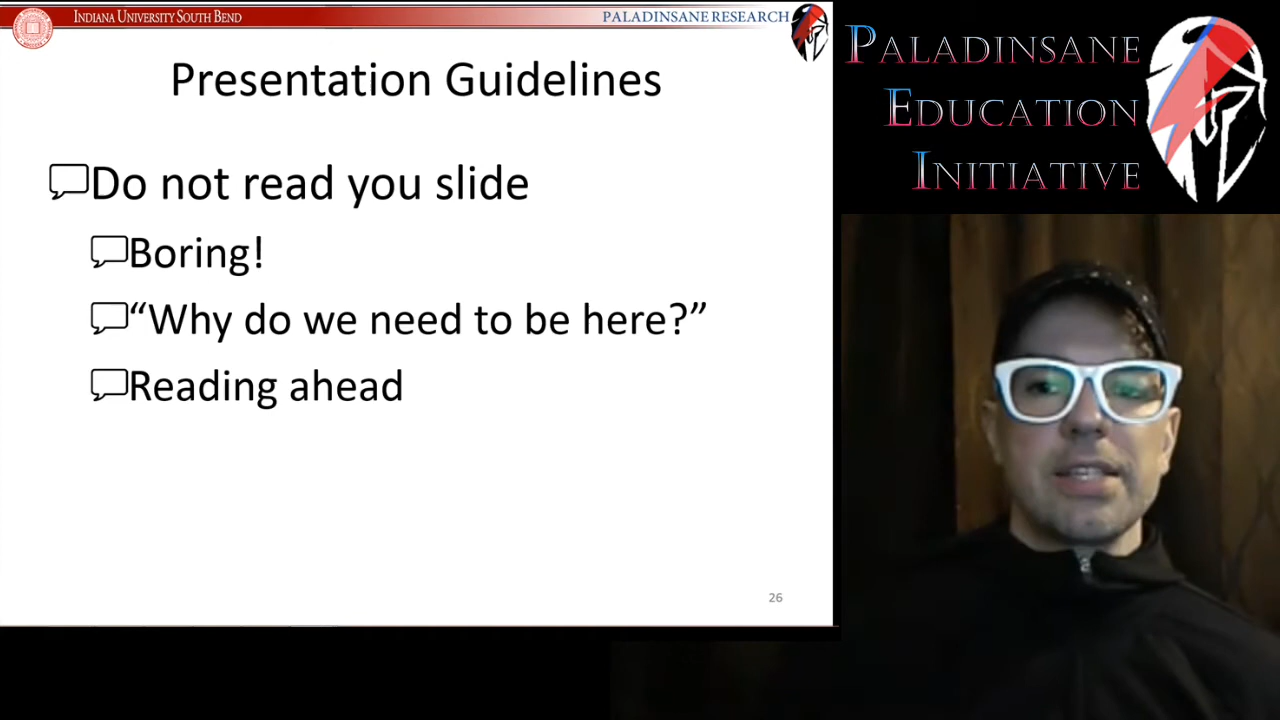 INDIANA UNIVERSITY SOUTH BEND
PALADINSANE RESEARCH
Presentation Guidelines
Do not read you slide
Boring!
“Why do we need to be here?”
Reading ahead
26
PALADINSANE
EDUCATION
INITIATIVE